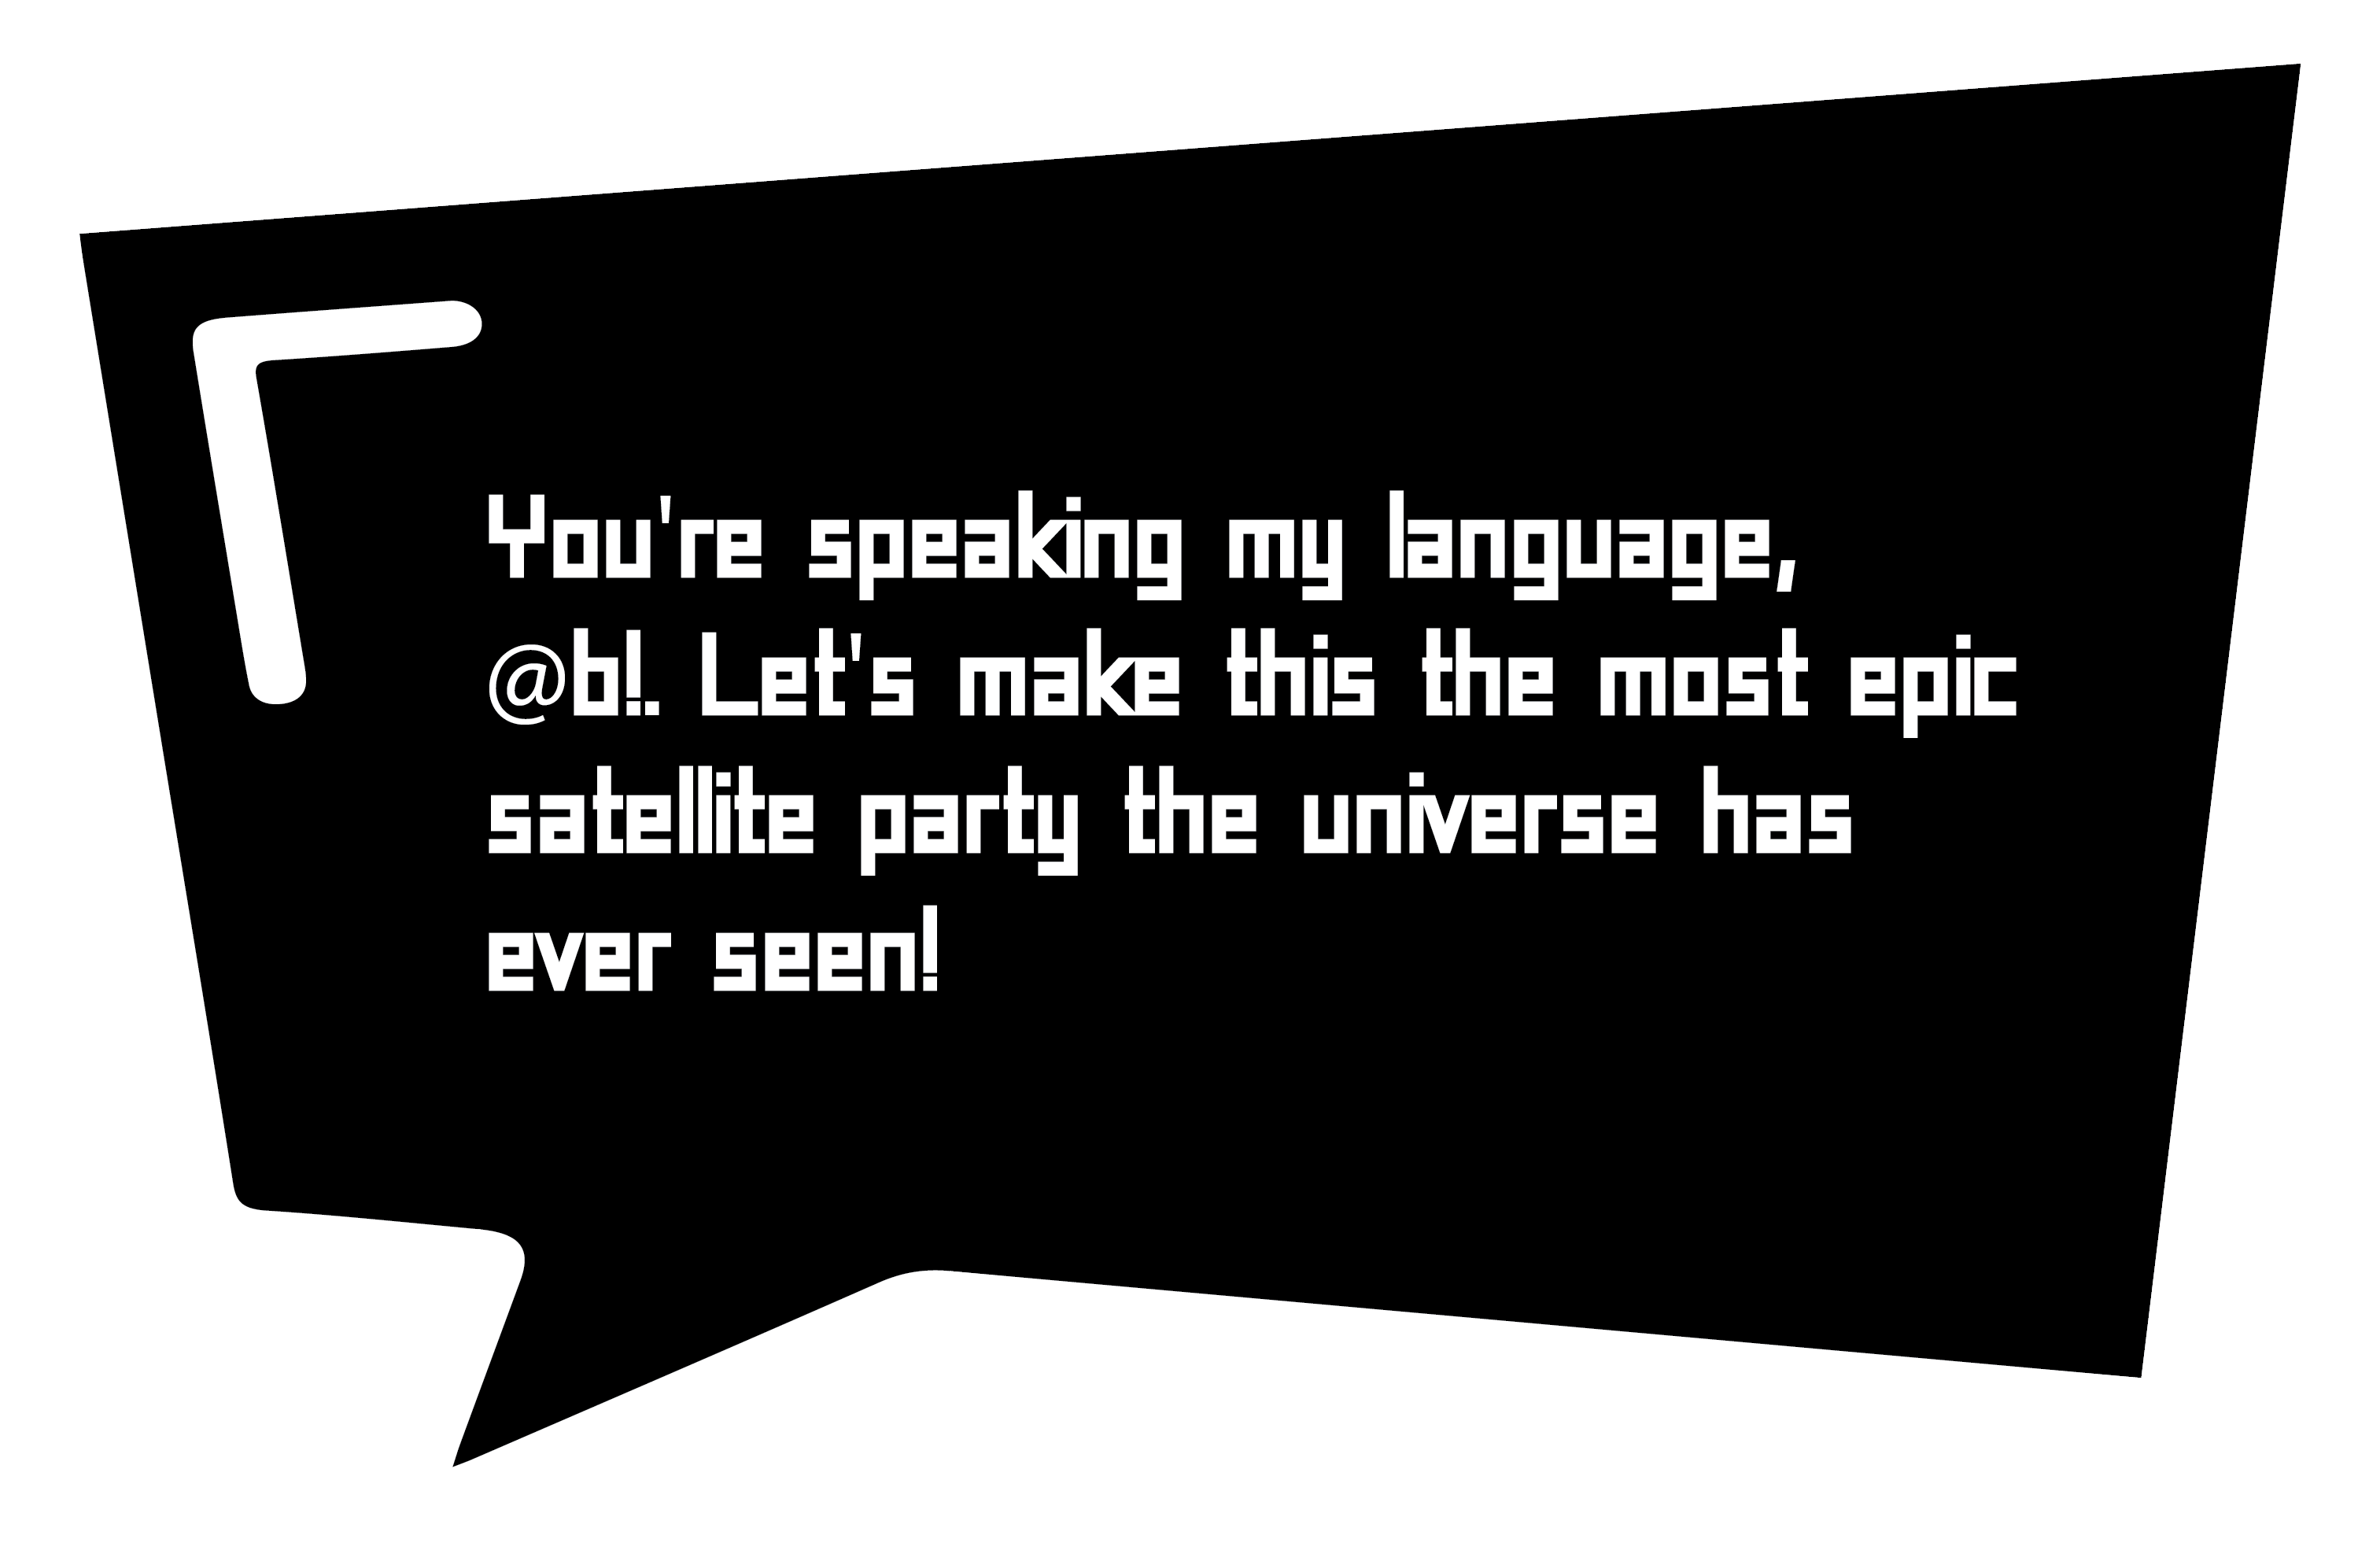 You're speaking my language,
@b!. Let's make this the most epic
satellite party the universe has
ever seen!